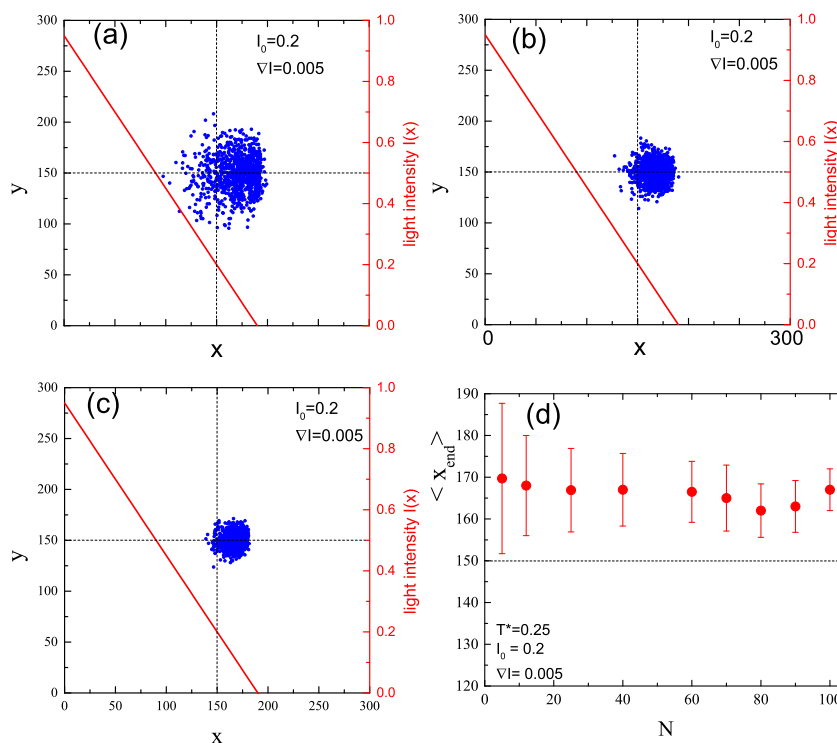 (a)
I0=0.2
∇I=0.005
300
250
200
150
100
50
0
y
x
1.0
0.8
0.6
0.4
0.2
0.0
light intensity I(x)
(b)
I0=0.2
∇I=0.005
300
250
200
150
100
50
0
y
0
300
x
1.0
0.8
0.6
0.4
0.2
0.0
light intensity I(x)
(c)
I0=0.2
∇I=0.005
300
250
200
150
100
50
0
y
0 50 100 150 200 250 300
x
1.0
0.8
0.6
0.4
0.2
0.0
light intensity I(x)
(d)
190
180
170
160
150
140
130
120
< xend >
T*=0.25
I0 = 0.2
∇I= 0.005
0 20 40 60 80 100
N